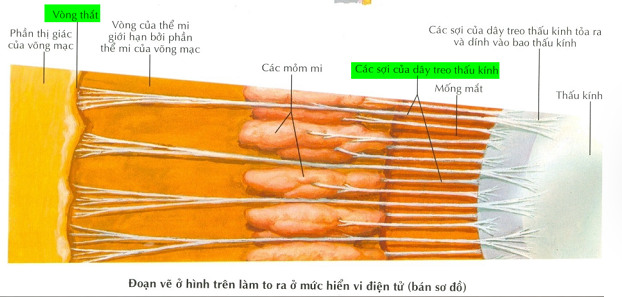 Vòng thắt
Phần thị giác
của võng mạc
Vòng của thể mi
giới hạn bởi phần
thể mi của võng mạc
Các mỏm mi
Các sợi của dây treo thấu kính
Mống mắt
Các sợi của dây treo thấu kính tỏa ra
và dính vào bao thấu kính
Thấu kính
Đoạn vẽ ở hình trên làm to ra ở mức hiển vi điện tử (bán sơ đồ)